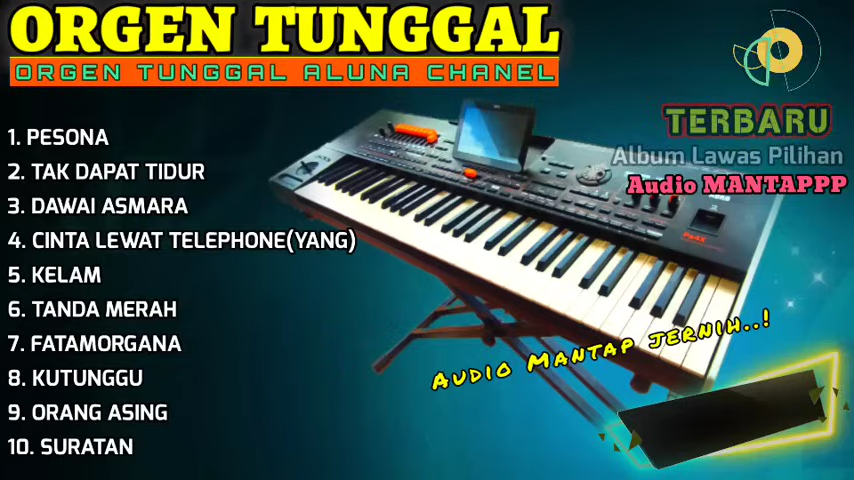 ORGEN TUNGGAL
ORGEN TUNGGAL ALUNA CHANEL
TERBARU
Album Lawas Pilihan
Audio MANTAPPP
1. PESONA
2. TAK DAPAT TIDUR
3. DAWAI ASMARA
4. CINTA LEWAT TELEPHONE(YANG)
5. KELAM
6. TANDA MERAH
7. FATAMORGANA
8. KUTUNGGU
9. ORANG ASING
10. SURATAN
KORG
Pa4X
Audio Mantap jernih..!